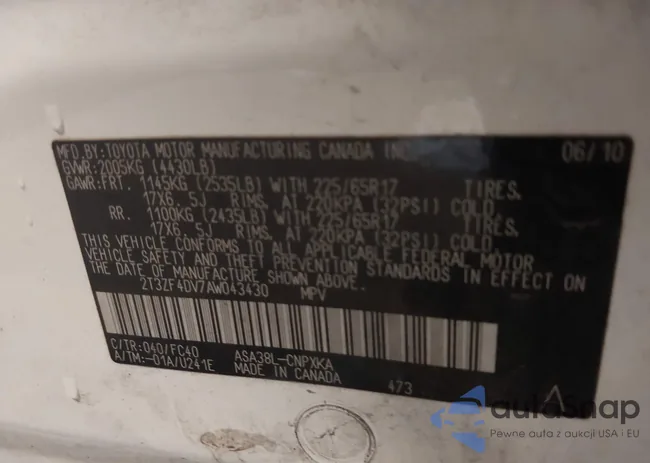 MFD.BY:TOYOTA MOTOR MANUFACTURING CANADA INC. 06/10
GVWR:2005KG (4430LB)
GAWR:FRT. 1145KG (2535LB) WITH 225/65R17 TIRES.
17X6. 5J RIMS. AT 220KPA (32PSI) COLD.
RR. 1100KG (2435LB) WITH 225/65R17 TIRES.
17X6. 5J RIMS. AT 220KPA (32PSI) COLD.
THIS VEHICLE CONFORMS TO ALL APPLICABLE FEDERAL MOTOR
VEHICLE SAFETY AND THEFT PREVENTION STANDARDS IN EFFECT ON
THE DATE OF MANUFACTURE SHOWN ABOVE.
2T3ZF4DV7AW043430 MPV
C/TR:040/FC40 ASA38L-CNPXKA
A/TM:-01A/U241E MADE IN CANADA 473
autoSnap
Pewne auta z aukcji USA i EU